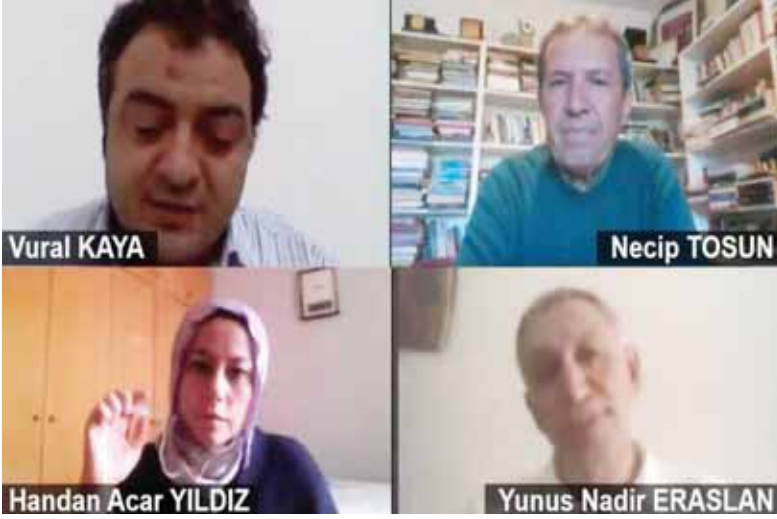 Vural KAYA
Necip TOSUN
Handan Acar YILDIZ
Yunus Nadir ERASLAN